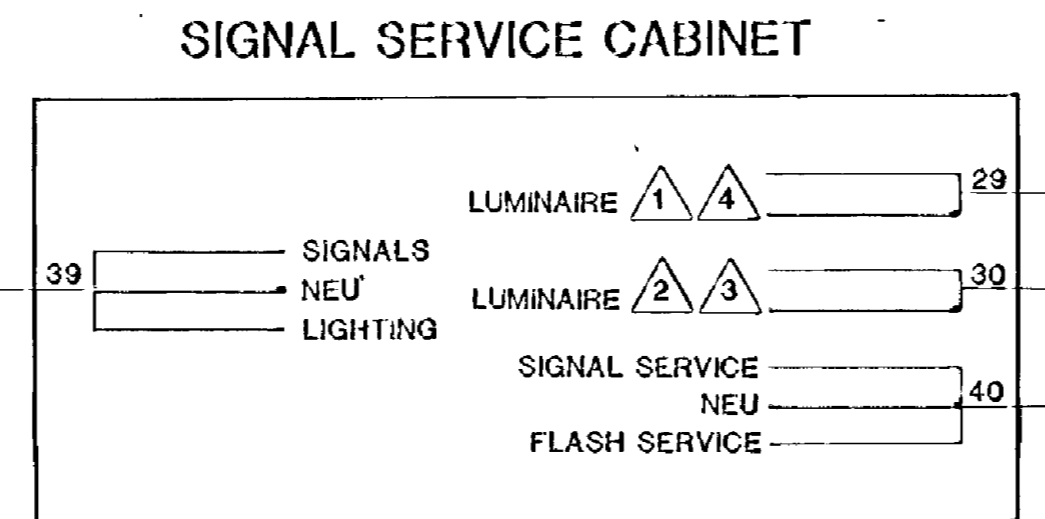 SIGNAL SERVICE CABINET
LUMINAIRE 1 4 29
39 SIGNALS
NEU
LIGHTING
LUMINAIRE 2 3 30
SIGNAL SERVICE
NEU 40
FLASH SERVICE